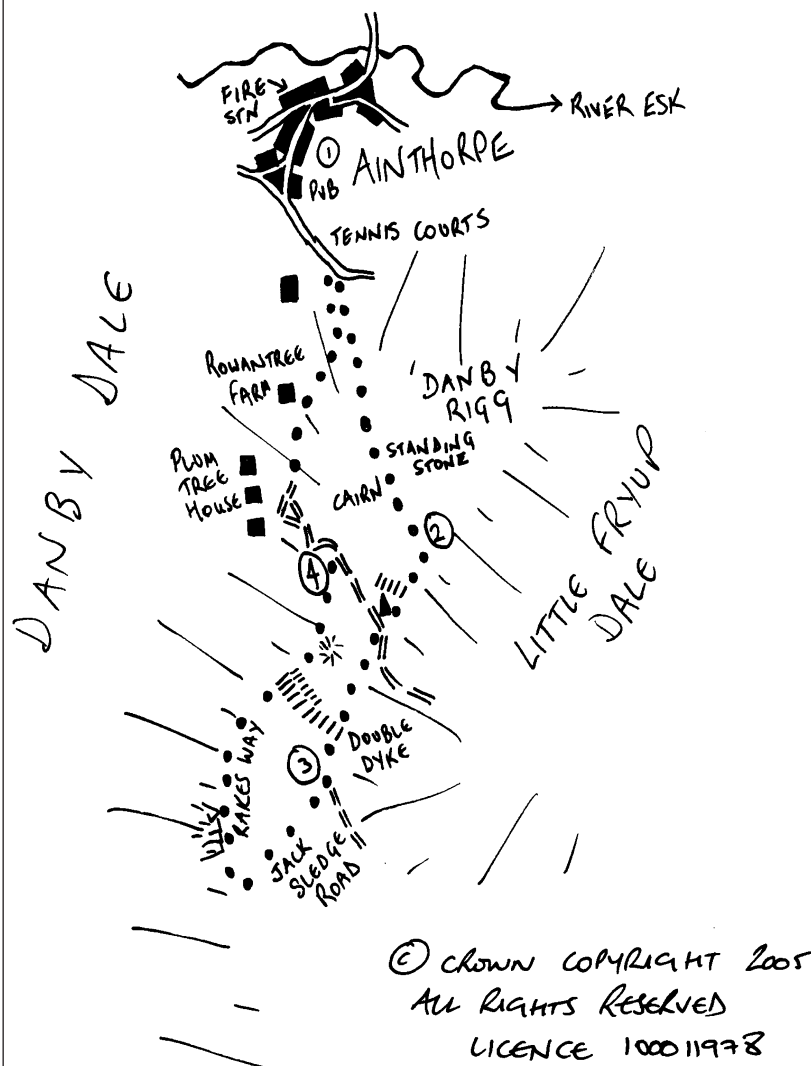 FIRE
STN
RIVER ESK
1
AINTHORPE
PUB
TENNIS COURTS
DANBY DALE
ROWANTREE
FARM
'DANBY
RIGG
STANDING
STONE
PLUM
TREE
HOUSE
CAIRN
2
LITTLE FRYUP
DALE
4
RAKES WAY
DOUBLE
DYKE
3
JACK
SLEDGE
ROAD
© CROWN COPYRIGHT 2005
ALL RIGHTS RESERVED
LICENCE 100011978